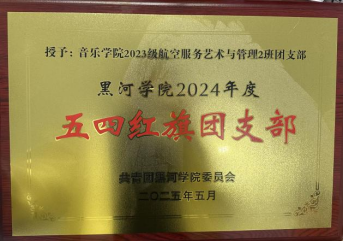 授予：音乐学院2023级航空服务艺术与管理2班团支部
黑河学院2024年度
五四红旗团支部
共青团黑河学院委员会
二〇二五年五月